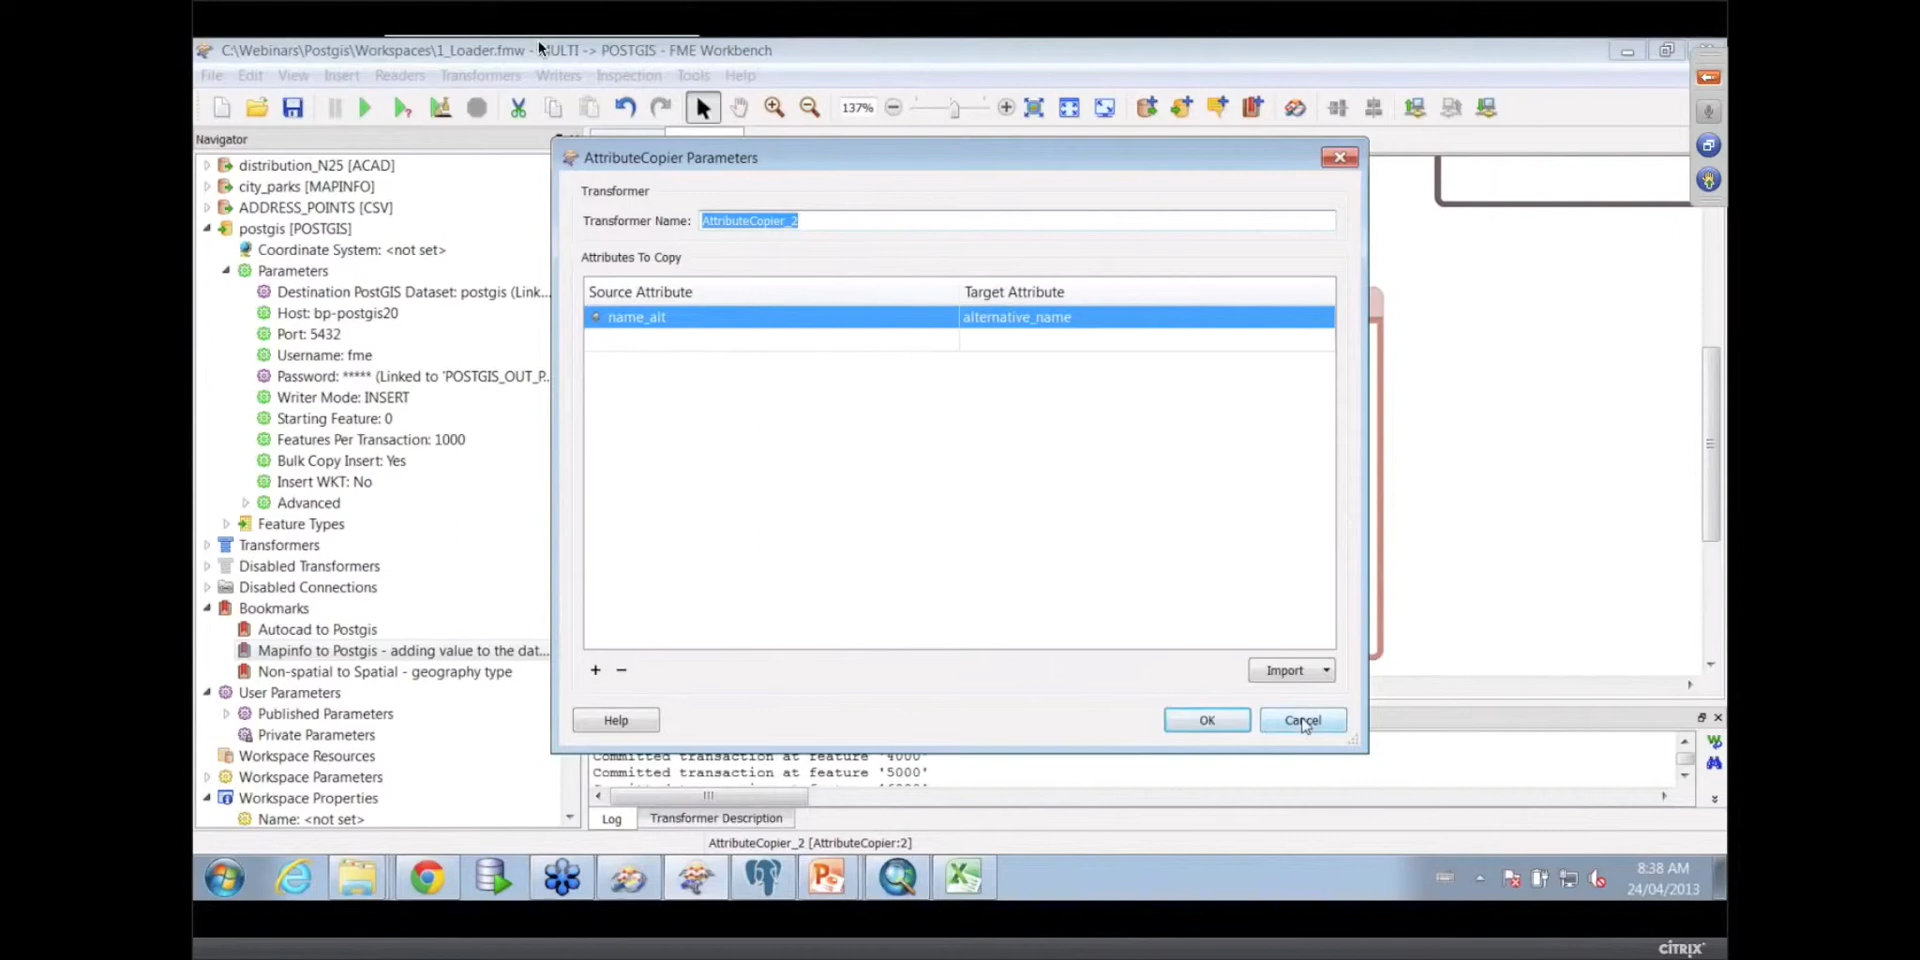 C:\Webinars\Postgis\Workspaces\1_Loader.fmw - MULTI -> POSTGIS - FME Workbench
File Edit View Insert Readers Transformers Writers Inspection Tools Help
137%
Navigator
distribution_N25 [ACAD]
city_parks [MAPINFO]
ADDRESS_POINTS [CSV]
postgis [POSTGIS]
Coordinate System: <not set>
Parameters
Destination PostGIS Dataset: postgis (Link...
Host: bp-postgis20
Port: 5432
Username: fme
Password: ***** (Linked to 'POSTGIS_OUT_P...
Writer Mode: INSERT
Starting Feature: 0
Features Per Transaction: 1000
Bulk Copy Insert: Yes
Insert WKT: No
Advanced
Feature Types
Transformers
Disabled Transformers
Disabled Connections
Bookmarks
Autocad to Postgis
Mapinfo to Postgis - adding value to the dat...
Non-spatial to Spatial - geography type
User Parameters
Published Parameters
Private Parameters
Workspace Resources
Workspace Parameters
Workspace Properties
Name: <not set>
AttributeCopier Parameters
Transformer
Transformer Name: AttributeCopier_2
Attributes To Copy
Source Attribute Target Attribute
name_alt alternative_name
+ −
Import
Help OK Cancel
Committed transaction at feature '4000'
Committed transaction at feature '5000'
Log Transformer Description
AttributeCopier_2 [AttributeCopier:2]
8:38 AM
24/04/2013
CITRIX